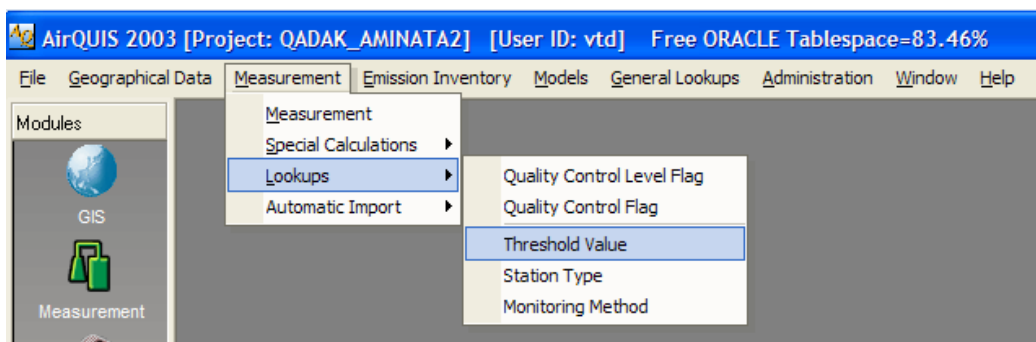 AirQUIS 2003 [Project: QADAK_AMINATA2] [User ID: vtd] Free ORACLE Tablespace=83.46%
File Geographical Data Measurement Emission Inventory Models General Lookups Administration Window Help
Modules
GIS
Measurement
Measurement
Special Calculations
Lookups
Automatic Import
Quality Control Level Flag
Quality Control Flag
Threshold Value
Station Type
Monitoring Method